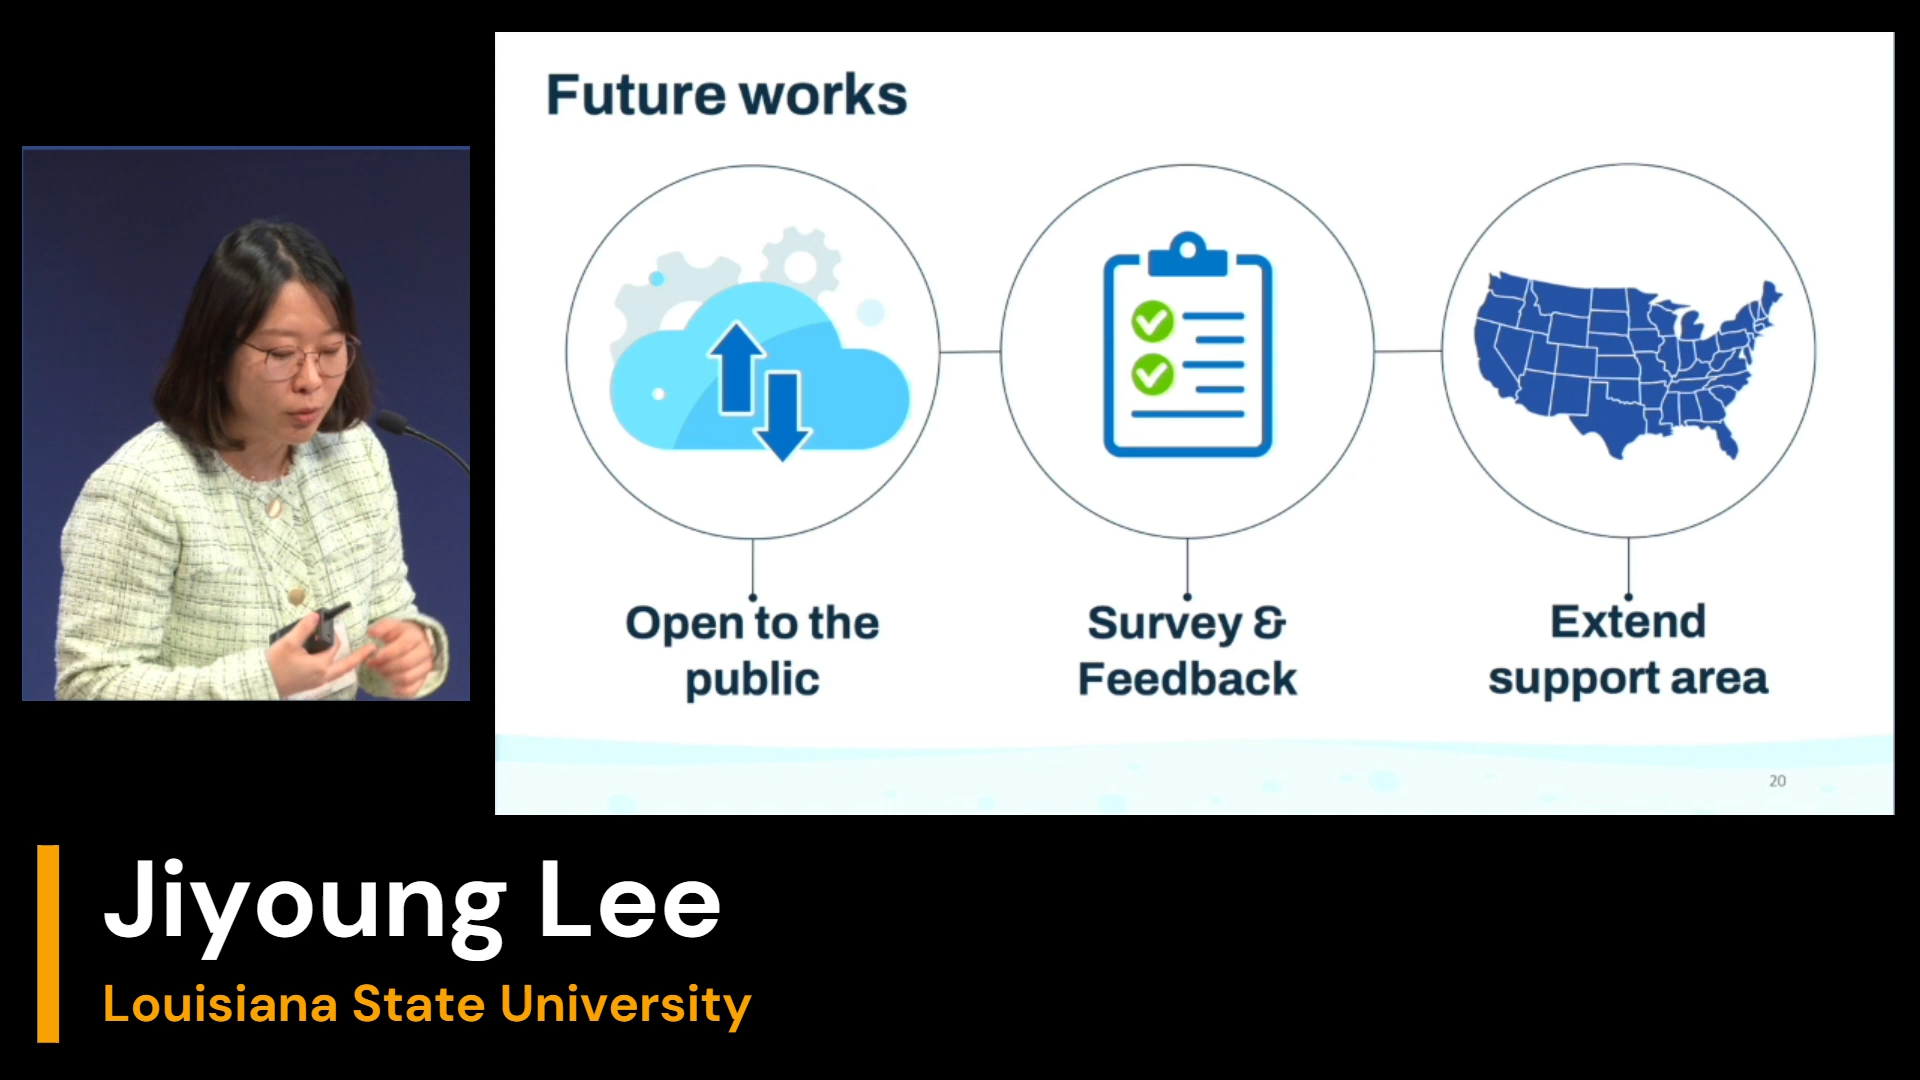 Future works
Open to the
public
Survey &
Feedback
Extend
support area
20
Jiyoung Lee
Louisiana State University